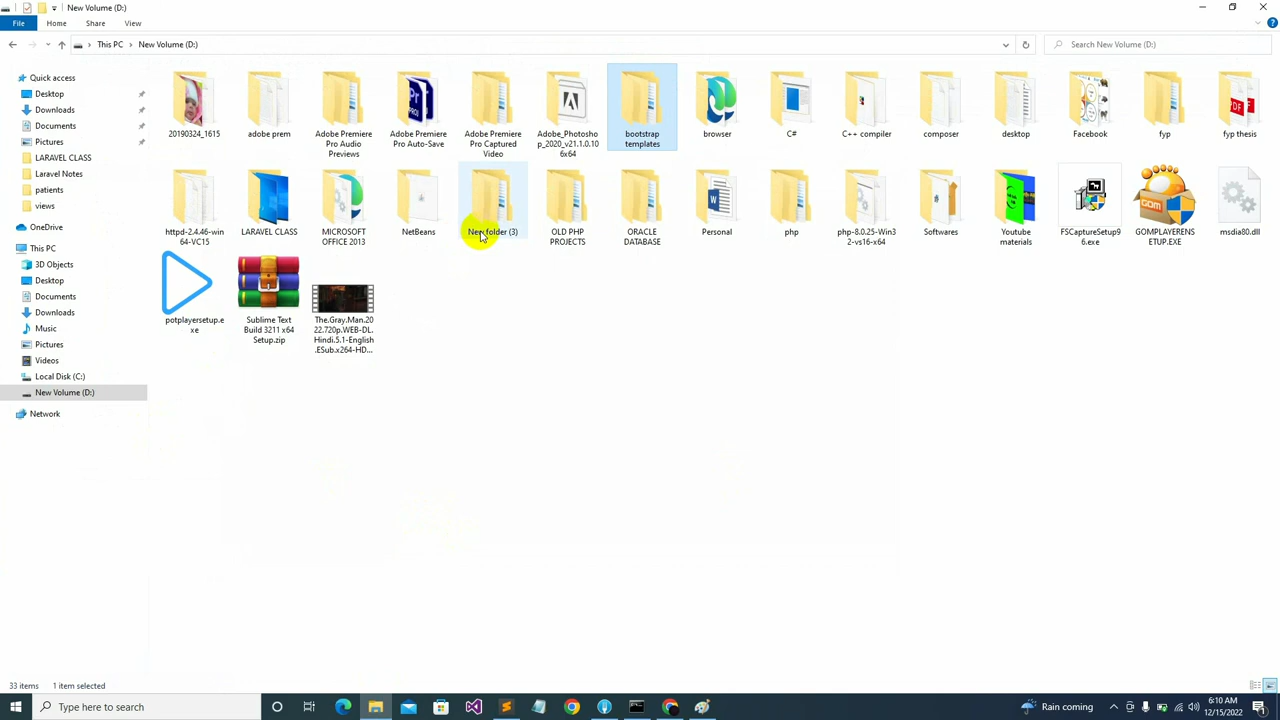 New Volume (D:)
File Home Share View
This PC New Volume (D:) Search New Volume (D:)
Quick access
Desktop
Downloads
Documents
Pictures
LARAVEL CLASS
Laravel Notes
patients
views
OneDrive
This PC
3D Objects
Desktop
Documents
Downloads
Music
Pictures
Videos
Local Disk (C:)
New Volume (D:)
Network
20190324_1615
adobe prem
Adobe Premiere
Pro Audio
Previews
Adobe Premiere
Pro Auto-Save
Adobe Premiere
Pro Captured
Video
Adobe_Photosho
p_2020_v21.1.0.10
6x64
bootstrap
templates
browser
C#
C++ compiler
composer
desktop
Facebook
fyp
fyp thesis
httpd-2.4.46-win
64-VC15
LARAVEL CLASS
MICROSOFT
OFFICE 2013
NetBeans
New folder (3)
OLD PHP
PROJECTS
ORACLE
DATABASE
Personal
php
php-8.0.25-Win3
2-vs16-x64
Softwares
Youtube
materials
FSCaptureSetup9
6.exe
GOMPLAYERENS
ETUP.EXE
msdia80.dll
potplayersetup.e
xe
Sublime Text
Build 3211 x64
Setup.zip
The.Gray.Man.20
22.720p.WEB-DL.
Hindi.5.1-English
.ESub.x264-HD...
33 items 1 item selected
Type here to search
Rain coming
6:10 AM
12/15/2022